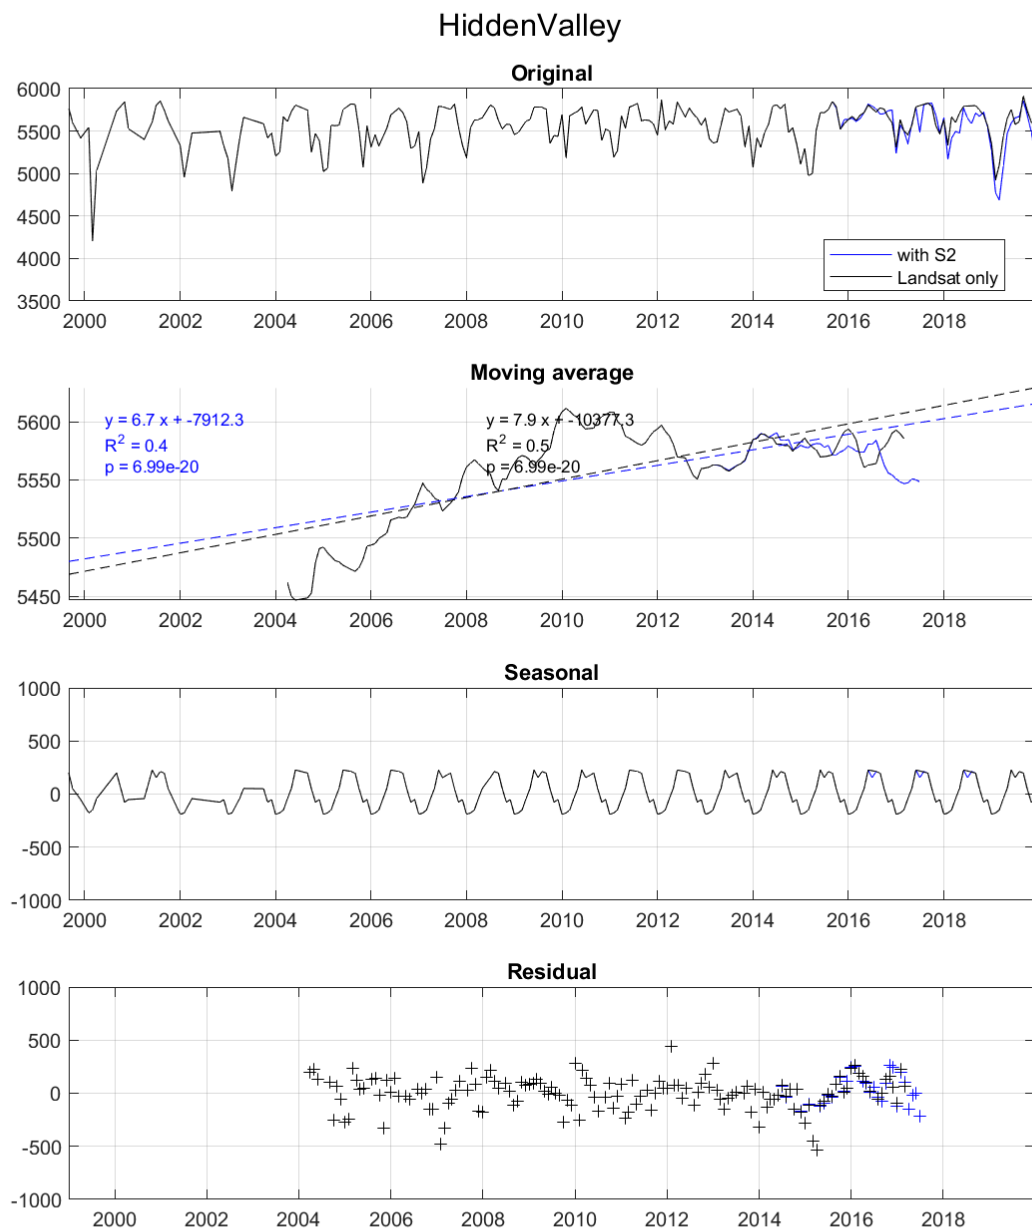 HiddenValley
Original
6000
5500
5000
4500
4000
3500
with S2
Landsat only
2000 2002 2004 2006 2008 2010 2012 2014 2016 2018
Moving average
5600
5550
5500
5450
y = 6.7 x + -7912.3
R² = 0.4
p = 6.99e-20
y = 7.9 x + -10377.3
R² = 0.5
p = 6.99e-20
2000 2002 2004 2006 2008 2010 2012 2014 2016 2018
Seasonal
1000
500
0
-500
-1000
2000 2002 2004 2006 2008 2010 2012 2014 2016 2018
Residual
1000
500
0
-500
-1000
2000 2002 2004 2006 2008 2010 2012 2014 2016 2018